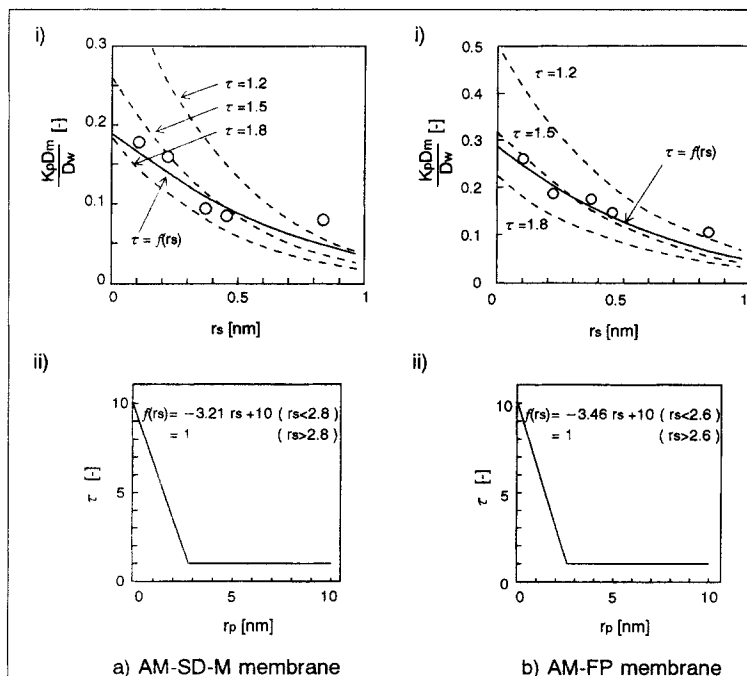 i)
0.3
0.2
0.1
0
KpDm
Dw
[-]
τ =1.2
τ =1.5
τ =1.8
τ = f(rs)
0
0.5
1
rs [nm]
i)
0.5
0.4
0.3
0.2
0.1
0
KpDm
Dw
[-]
τ =1.2
τ =1.5
τ = f(rs)
τ =1.8
0
0.5
1
rs [nm]
ii)
10
5
0
τ [-]
f(rs)= −3.21 rs +10 ( rs<2.8)
= 1 ( rs>2.8)
0
5
10
rp [nm]
a) AM-SD-M membrane
ii)
10
5
0
τ [-]
f(rs)= −3.46 rs +10 ( rs<2.6)
= 1 ( rs>2.6)
0
5
10
rp [nm]
b) AM-FP membrane